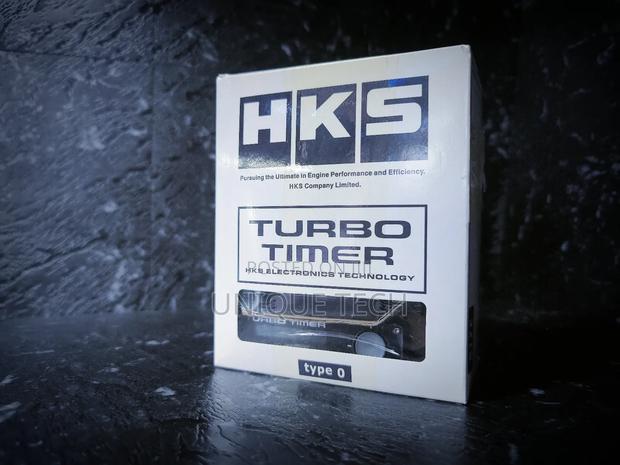 HKS
Pursuing the Ultimate in Engine Performance and Efficiency.
HKS Company Limited.
TURBO
TIMER
POSTED ON JIJI
HKS ELECTRONICS TECHNOLOGY
UNIQUE TECH
TURBO TIMER
type 0